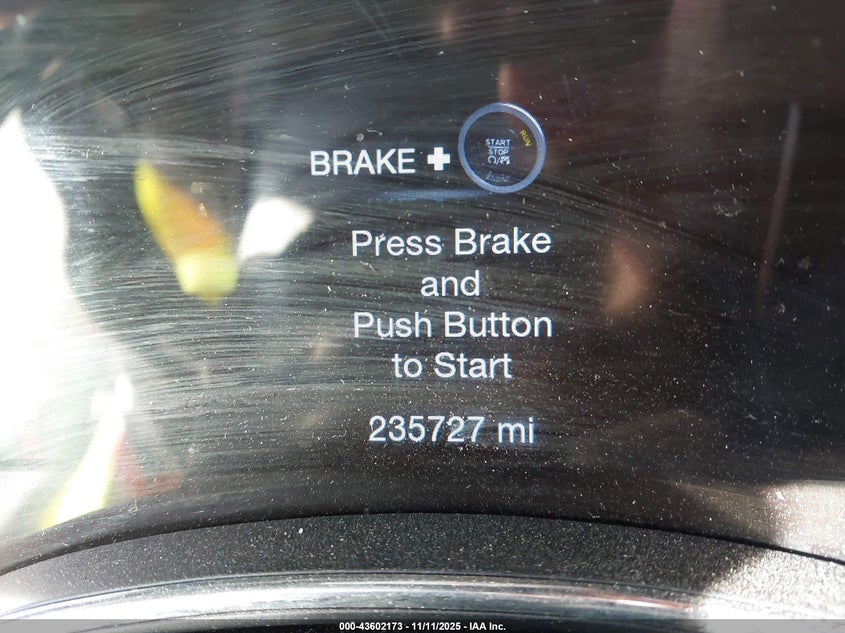 BRAKE +
RUN
START
STOP
Press Brake
and
Push Button
to Start
235727 mi
000-43602173 - 11/11/2025 - IAA Inc.